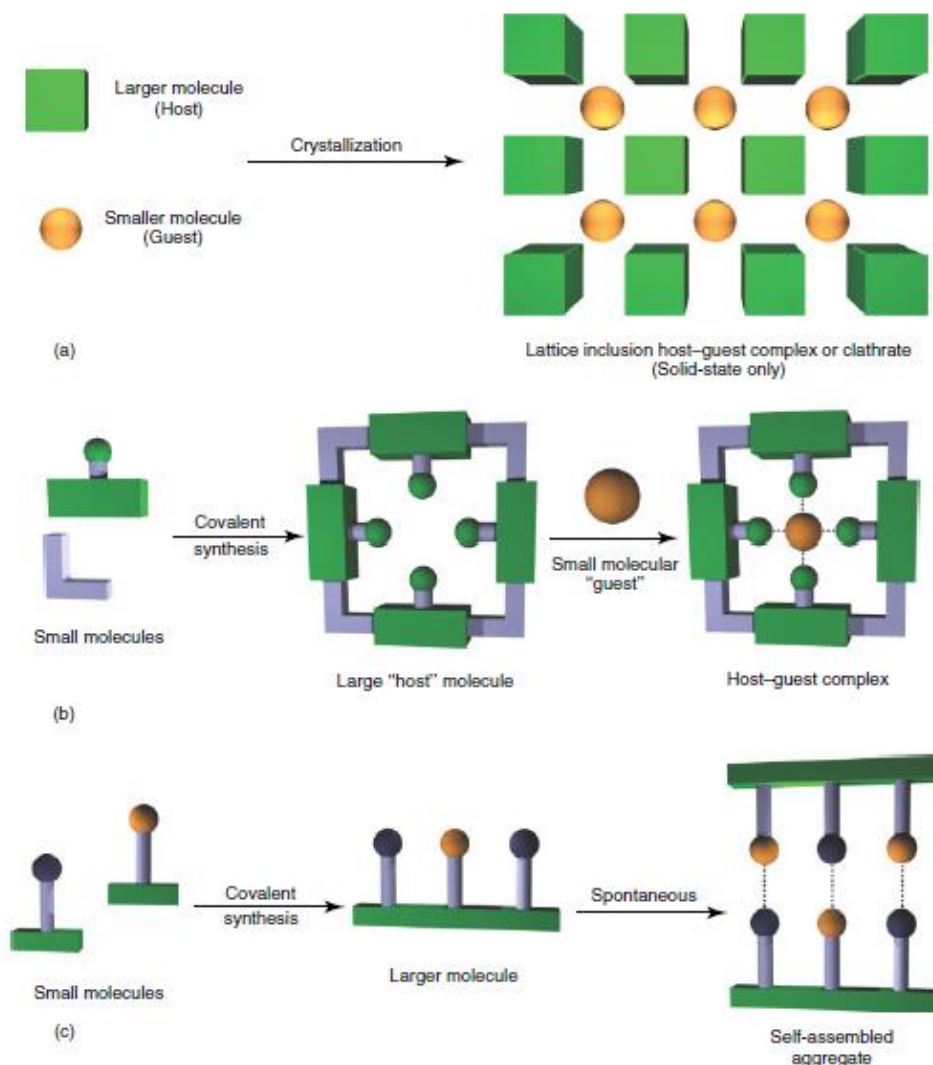 Larger molecule
(Host)
Crystallization
Smaller molecule
(Guest)
(a)
Lattice inclusion host–guest complex or clathrate
(Solid-state only)
Covalent
synthesis
Small molecular
“guest”
Small molecules
Large “host” molecule
Host–guest complex
(b)
Covalent
synthesis
Spontaneous
Small molecules
Larger molecule
(c)
Self-assembled
aggregate